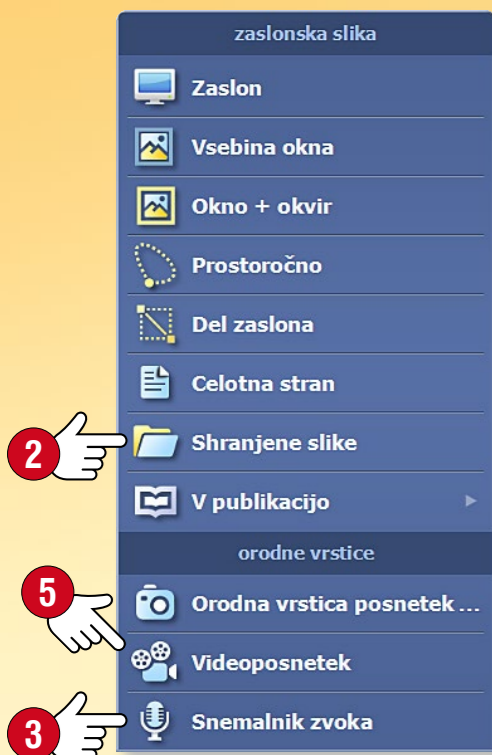 zaslonska slika
Zaslon
Vsebina okna
Okno + okvir
Prostoročno
Del zaslona
Celotna stran
2 Shranjene slike
V publikacijo
orodne vrstice
5 Orodna vrstica posnetek ...
Videoposnetek
3 Snemalnik zvoka